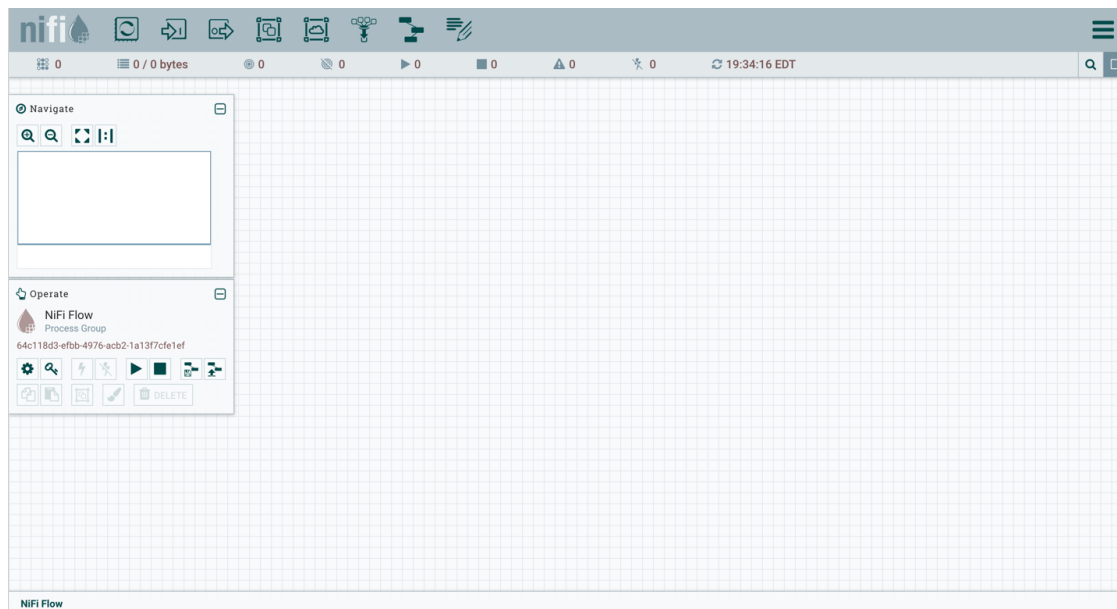 nifi
0 0 / 0 bytes 0 0 0 0 0 0 19:34:16 EDT
Navigate
Operate
NiFi Flow
Process Group
64c118d3-efbb-4976-acb2-1a13f7cfe1ef
DELETE
NiFi Flow